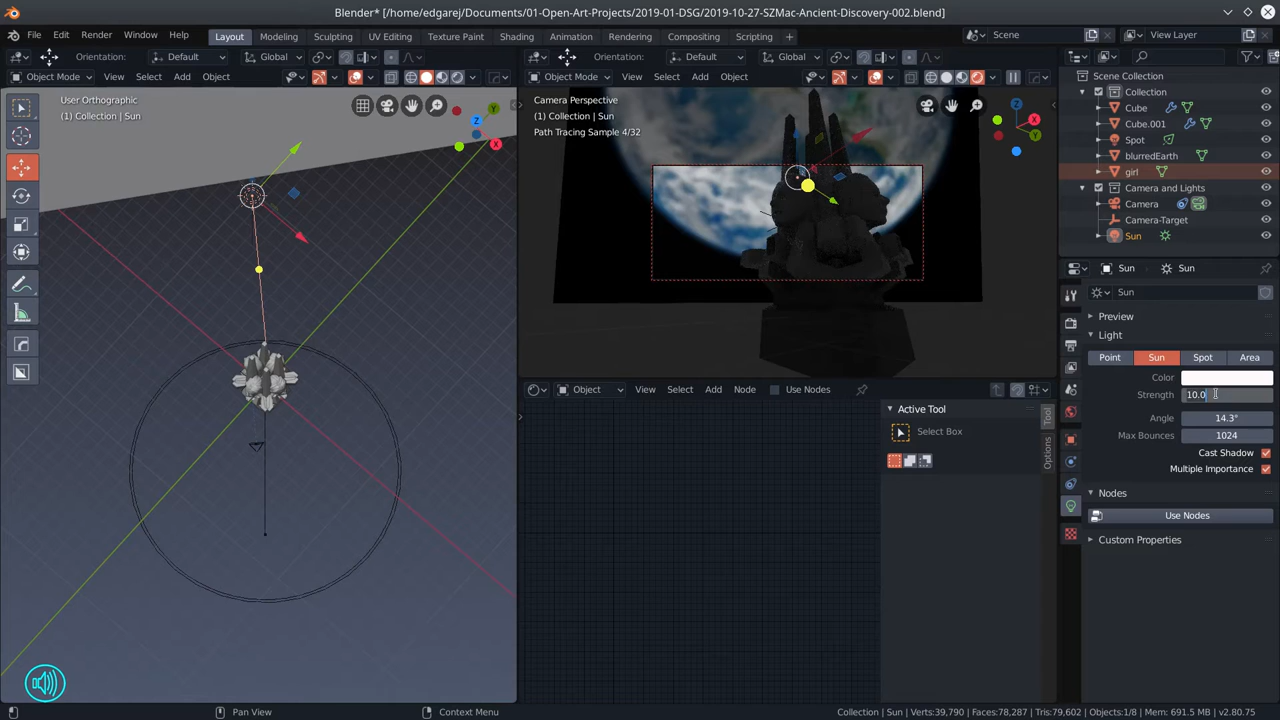 Blender* [/home/edgarej/Documents/01-Open-Art-Projects/2019-01-DSG/2019-10-27-SZMac-Ancient-Discovery-002.blend]
File Edit Render Window Help Layout Modeling Sculpting UV Editing Texture Paint Shading Animation Rendering Compositing Scripting + Scene View Layer
Orientation: Default Global
Object Mode View Select Add Object
User Orthographic
(1) Collection | Sun
Y
Z
X
Orientation: Default Global
Object Mode View Select Add Object
Camera Perspective
(1) Collection | Sun
Path Tracing Sample 4/32
Z
X
Y
Object View Select Add Node Use Nodes
Active Tool
Select Box
Tool
Options
Scene Collection
Collection
Cube
Cube.001
Spot
blurredEarth
girl
Camera and Lights
Camera
Camera-Target
Sun
Sun Sun
Sun
Preview
Light
Point Sun Spot Area
Color
Strength 10.0
Angle 14.3°
Max Bounces 1024
Cast Shadow
Multiple Importance
Nodes
Use Nodes
Custom Properties
Pan View Context Menu Collection | Sun | Verts:39,790 | Faces:78,287 | Tris:79,602 | Objects:1/8 | Mem: 691.5 MB | v2.80.75